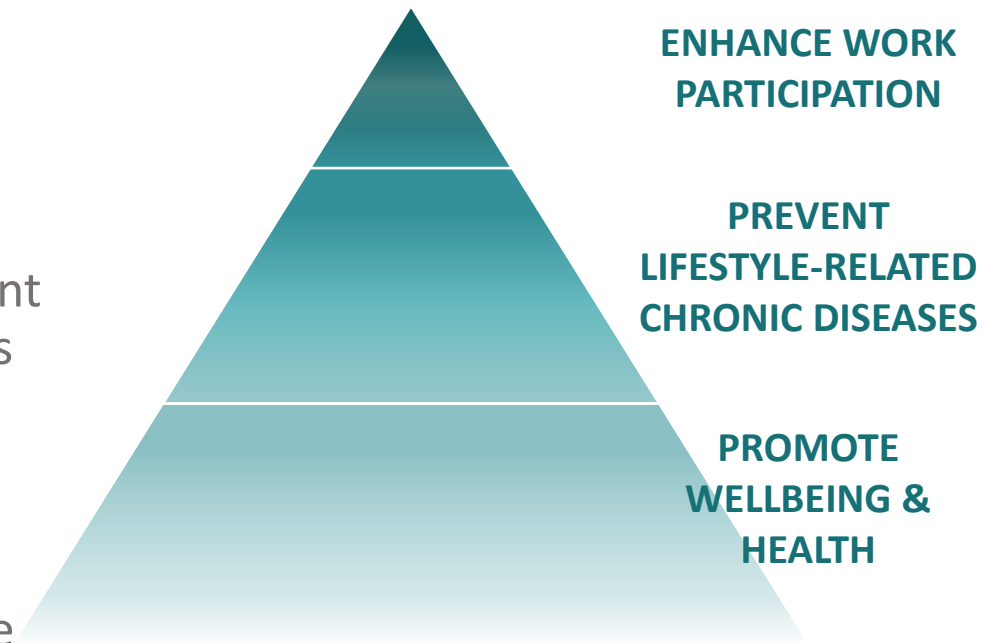 ENHANCE WORK
PARTICIPATION
PREVENT
LIFESTYLE-RELATED
CHRONIC DISEASES
PROMOTE
WELLBEING &
HEALTH